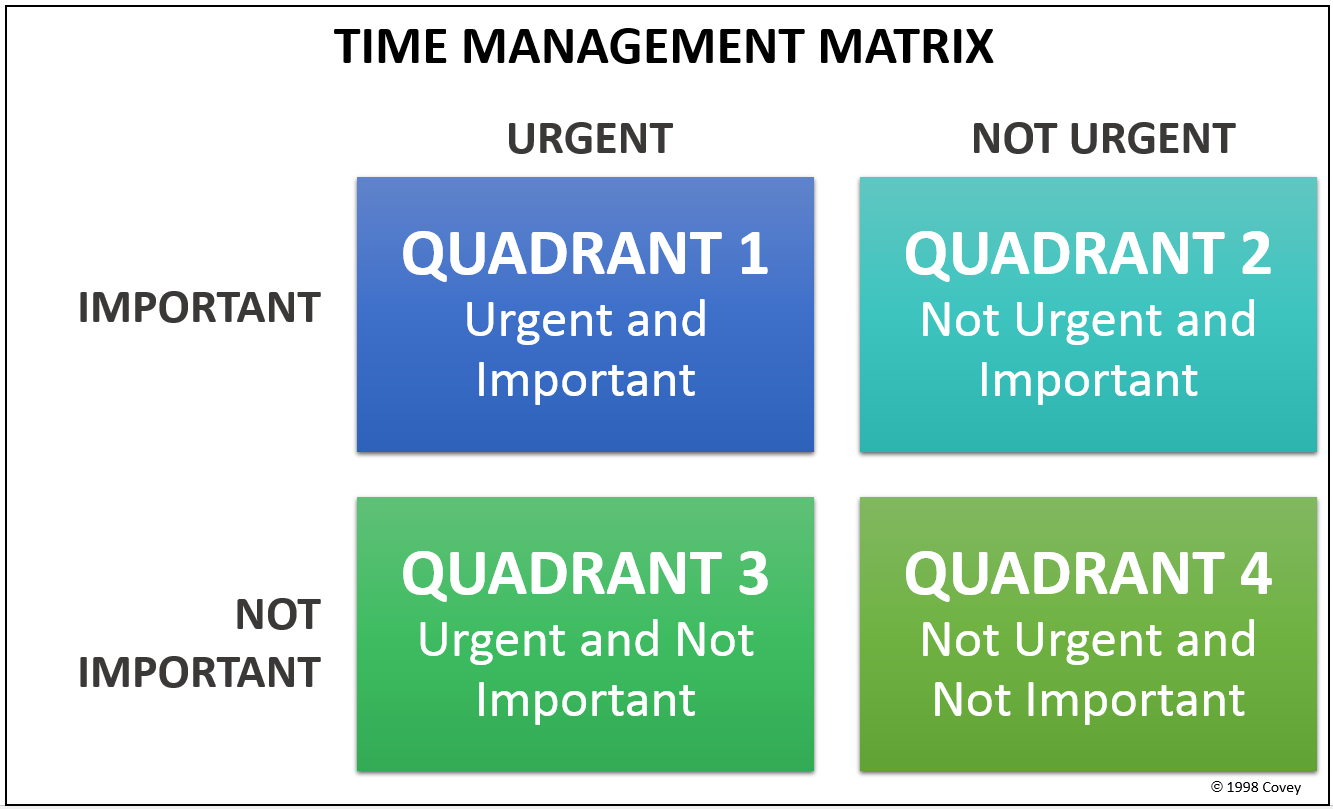 TIME MANAGEMENT MATRIX
URGENT
NOT URGENT
IMPORTANT
QUADRANT 1
Urgent and
Important
QUADRANT 2
Not Urgent and
Important
NOT
IMPORTANT
QUADRANT 3
Urgent and Not
Important
QUADRANT 4
Not Urgent and
Not Important
© 1998 Covey